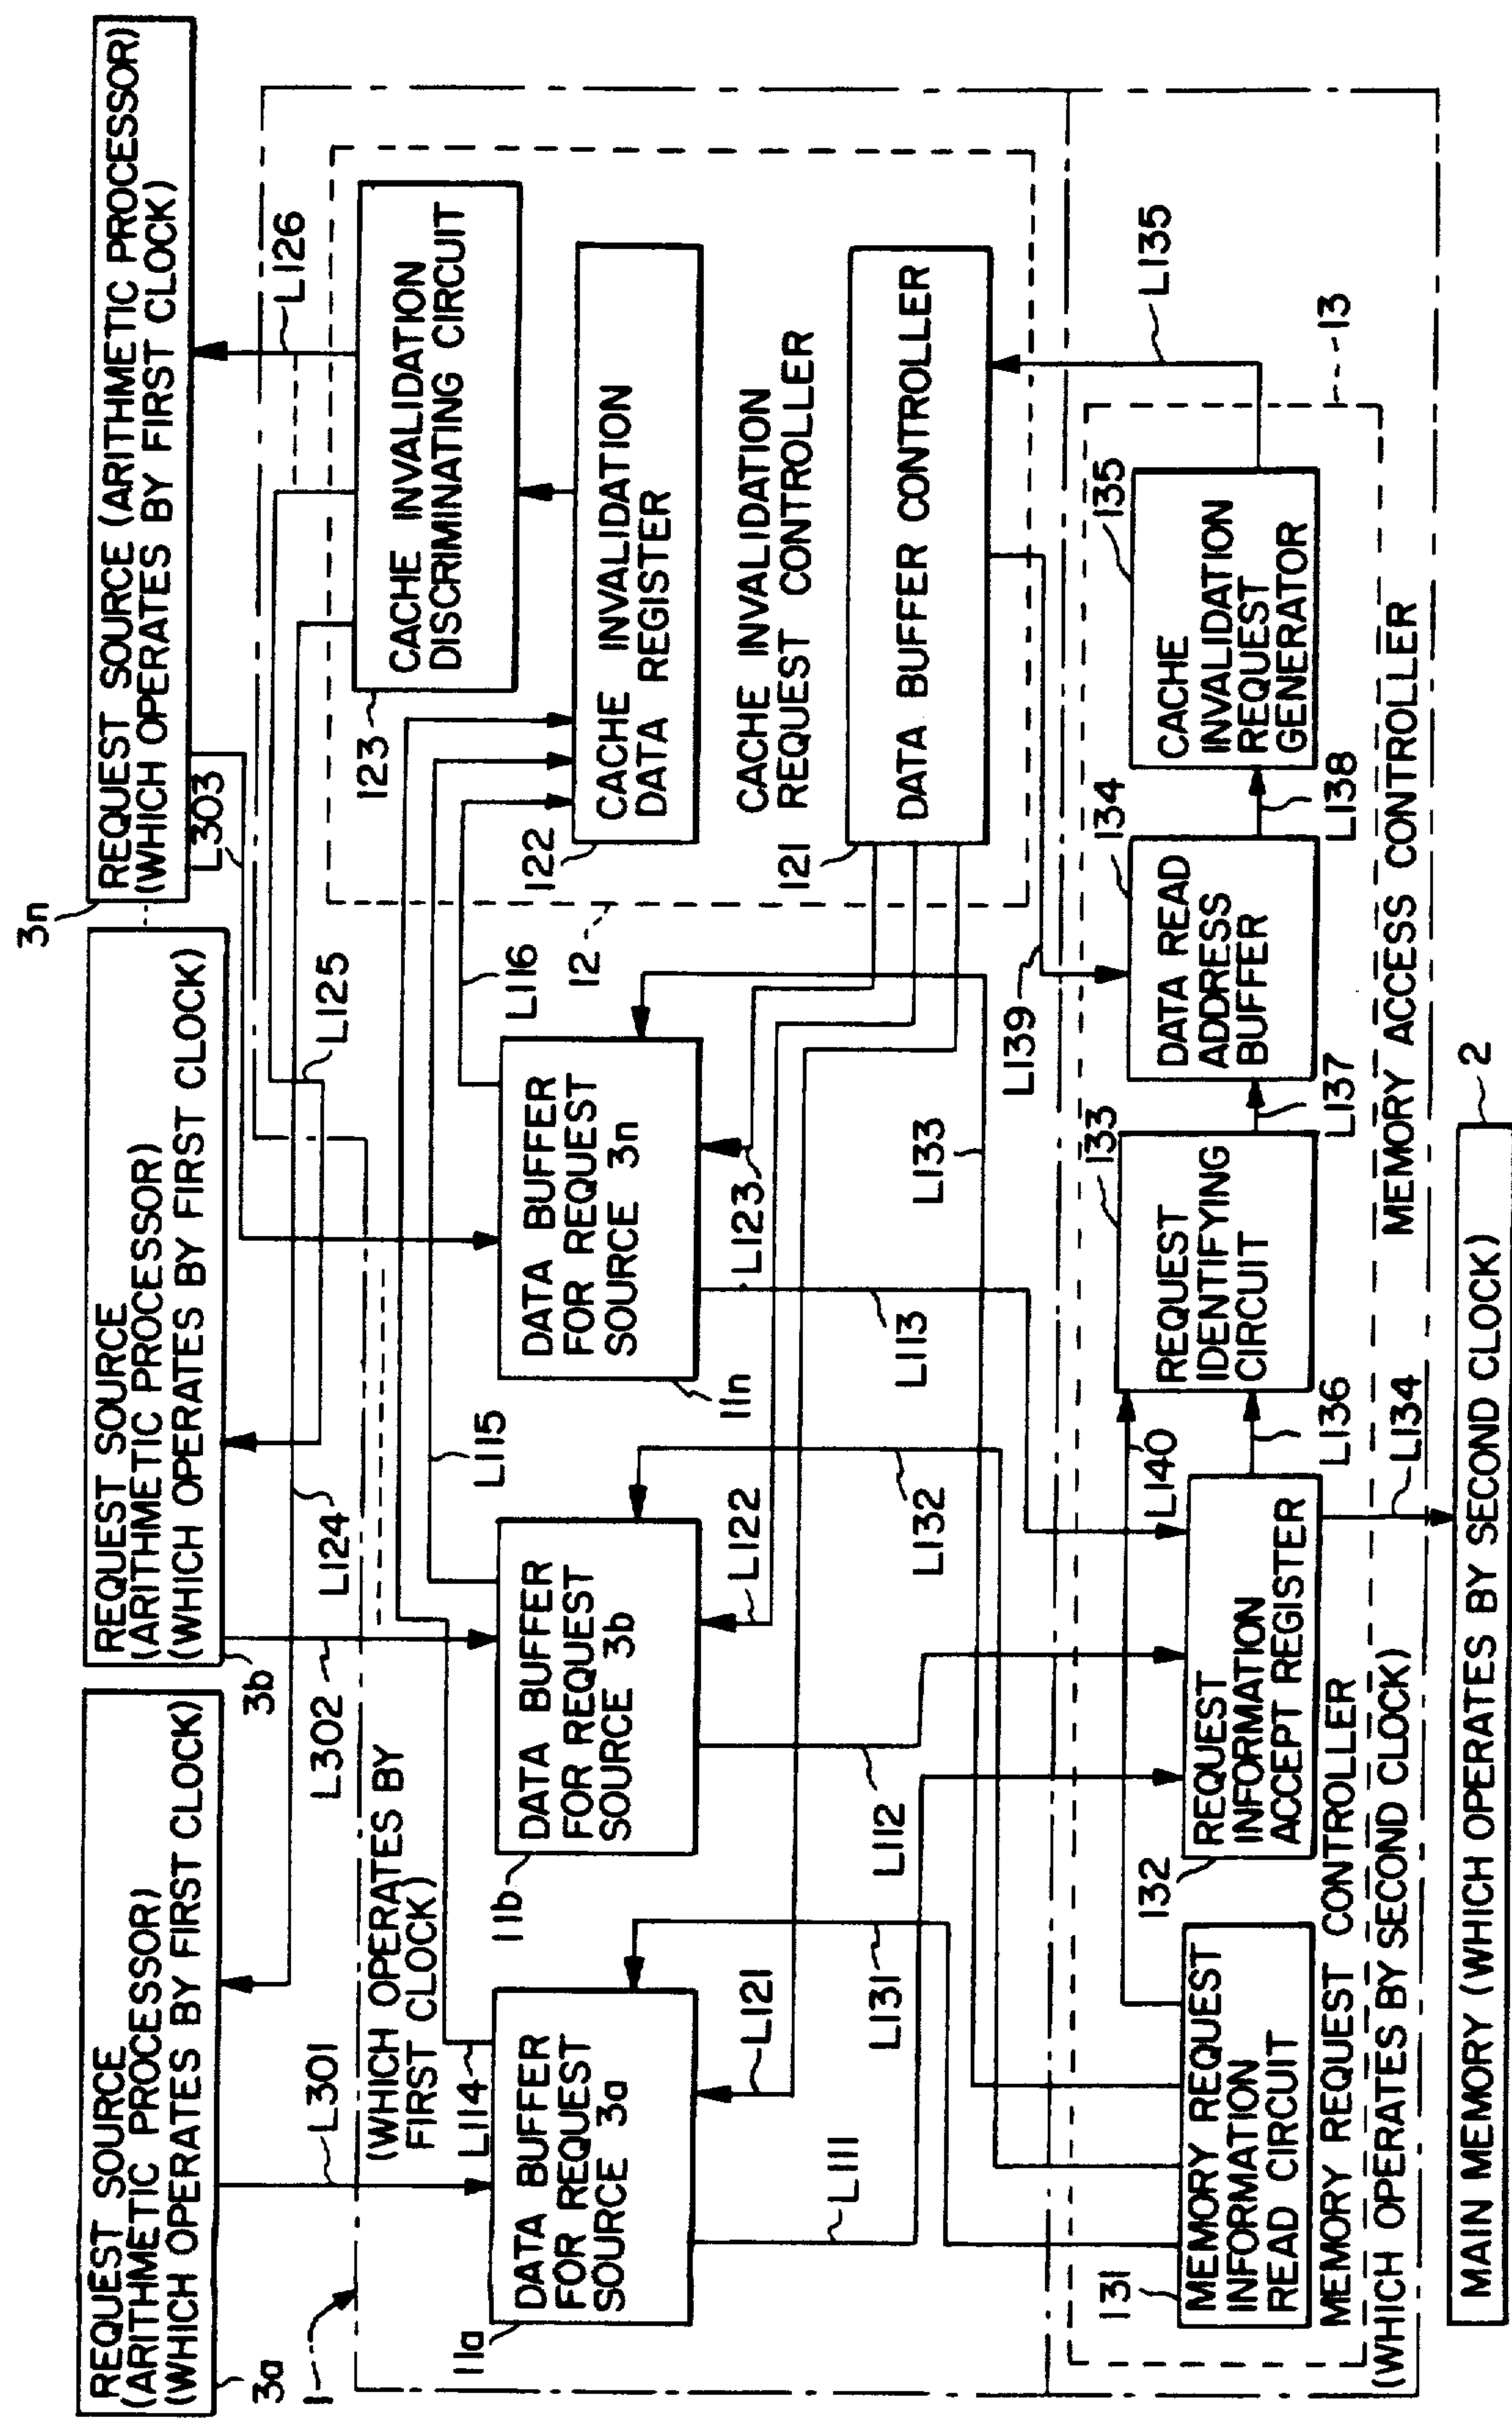 REQUEST SOURCE
(ARITHMETIC PROCESSOR)
(WHICH OPERATES BY FIRST CLOCK)
3a
REQUEST SOURCE
(ARITHMETIC PROCESSOR)
(WHICH OPERATES BY FIRST CLOCK)
3b
REQUEST SOURCE (ARITHMETIC PROCESSOR)
(WHICH OPERATES BY FIRST CLOCK)
3n
1
L301
L302
L303
L124
L125
L126
(WHICH OPERATES BY
FIRST CLOCK)
L114
L115
L116
DATA BUFFER
FOR REQUEST
SOURCE 3a
11a
DATA BUFFER
FOR REQUEST
SOURCE 3b
11b
DATA BUFFER
FOR REQUEST
SOURCE 3n
11n
12
CACHE INVALIDATION
DISCRIMINATING CIRCUIT
123
CACHE INVALIDATION
DATA REGISTER
122
CACHE INVALIDATION
REQUEST CONTROLLER
DATA BUFFER CONTROLLER
121
L121
L122
L123
L111
L112
L113
L131
L132
L133
L139
L135
13
131
MEMORY REQUEST
INFORMATION
READ CIRCUIT
132
REQUEST
INFORMATION
ACCEPT REGISTER
L140
L136
133
REQUEST
IDENTIFYING
CIRCUIT
L137
134
DATA READ
ADDRESS
BUFFER
L138
135
CACHE
INVALIDATION
REQUEST
GENERATOR
MEMORY REQUEST CONTROLLER
(WHICH OPERATES BY SECOND CLOCK)
L134
MEMORY ACCESS CONTROLLER
MAIN MEMORY (WHICH OPERATES BY SECOND CLOCK)
2